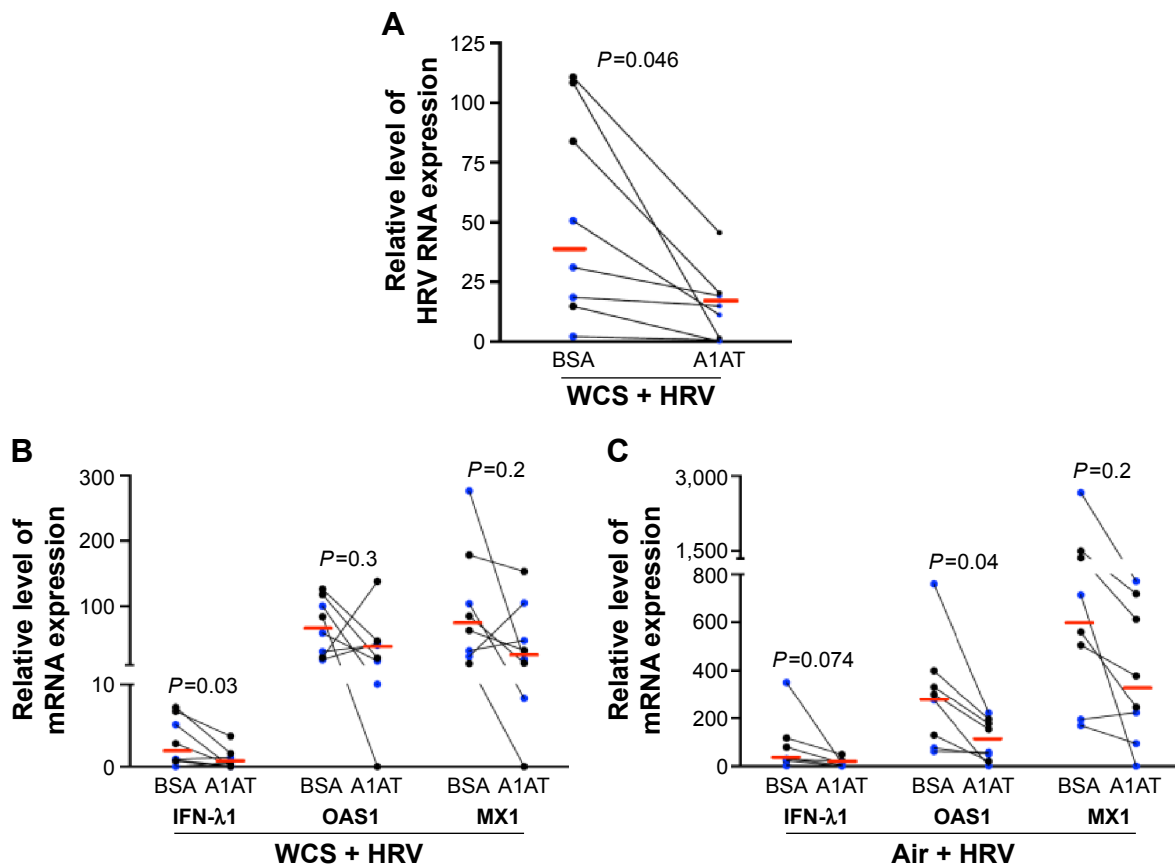 A
Relative level of
HRV RNA expression
125
100
75
50
25
0
P=0.046
BSA A1AT
WCS + HRV
B
Relative level of
mRNA expression
300
200
100
10
0
P=0.03
P=0.3
P=0.2
BSA A1AT BSA A1AT BSA A1AT
IFN-λ1 OAS1 MX1
WCS + HRV
C
Relative level of
mRNA expression
3,000
1,500
800
600
400
200
0
P=0.074
P=0.04
P=0.2
BSA A1AT BSA A1AT BSA A1AT
IFN-λ1 OAS1 MX1
Air + HRV